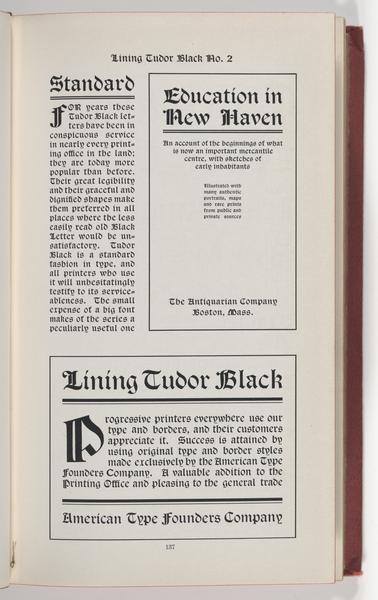 Lining Tudor Black No. 2
Standard
FOR years these
Tudor Black let-
ters have been in
conspicuous service
in nearly every print-
ing office in the land;
they are today more
popular than before.
Their great legibility
and their graceful and
dignified shapes make
them preferred in all
places where the less
easily read old Black
Letter would be un-
satisfactory. Tudor
Black is a standard
fashion in type, and
all printers who use
it will unhesitatingly
testify to its service-
ableness. The small
expense of a big font
makes of the series a
peculiarly useful one
Education in
New Haven
An account of the beginnings of what
is now an important mercantile
centre, with sketches of
early inhabitants
Illustrated with
many authentic
portraits, maps
and rare prints
from public and
private sources
The Antiquarian Company
Boston, Mass.
Lining Tudor Black
Progressive printers everywhere use our
type and borders, and their customers
appreciate it. Success is attained by
using original type and border styles
made exclusively by the American Type
Founders Company. A valuable addition to the
Printing Office and pleasing to the general trade
American Type Founders Company
137